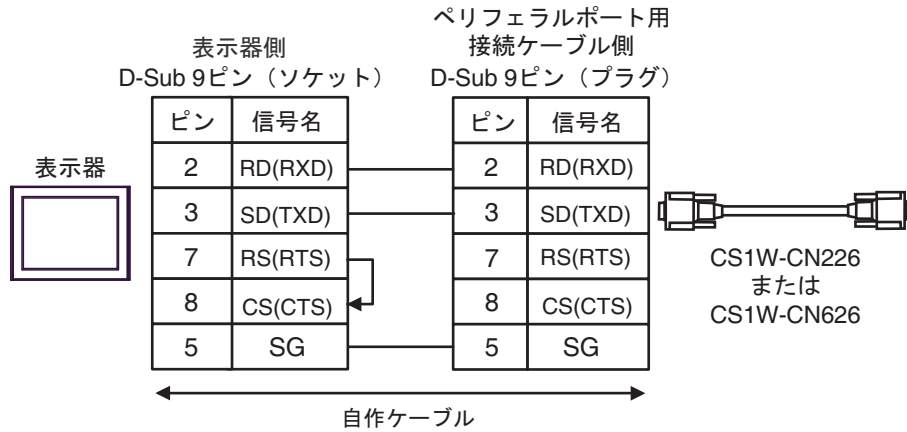 表示器側
D-Sub 9ピン（ソケット）
ペリフェラルポート用
接続ケーブル側
D-Sub 9ピン（プラグ）
表示器
ピン 信号名
2 RD(RXD)
3 SD(TXD)
7 RS(RTS)
8 CS(CTS)
5 SG
ピン 信号名
2 RD(RXD)
3 SD(TXD)
7 RS(RTS)
8 CS(CTS)
5 SG
CS1W-CN226
または
CS1W-CN626
自作ケーブル